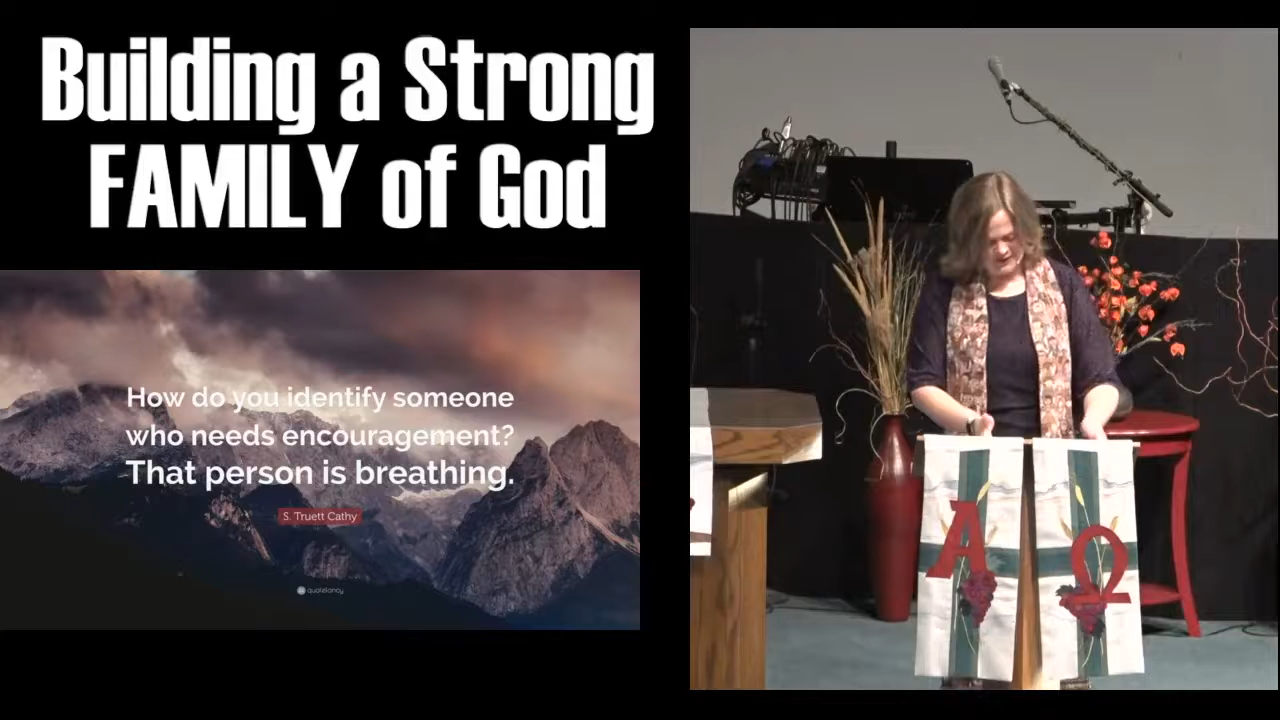 Building a Strong
FAMILY of God
How do you identify someone
who needs encouragement?
That person is breathing.
S. Truett Cathy
quotefancy
Α
Ω